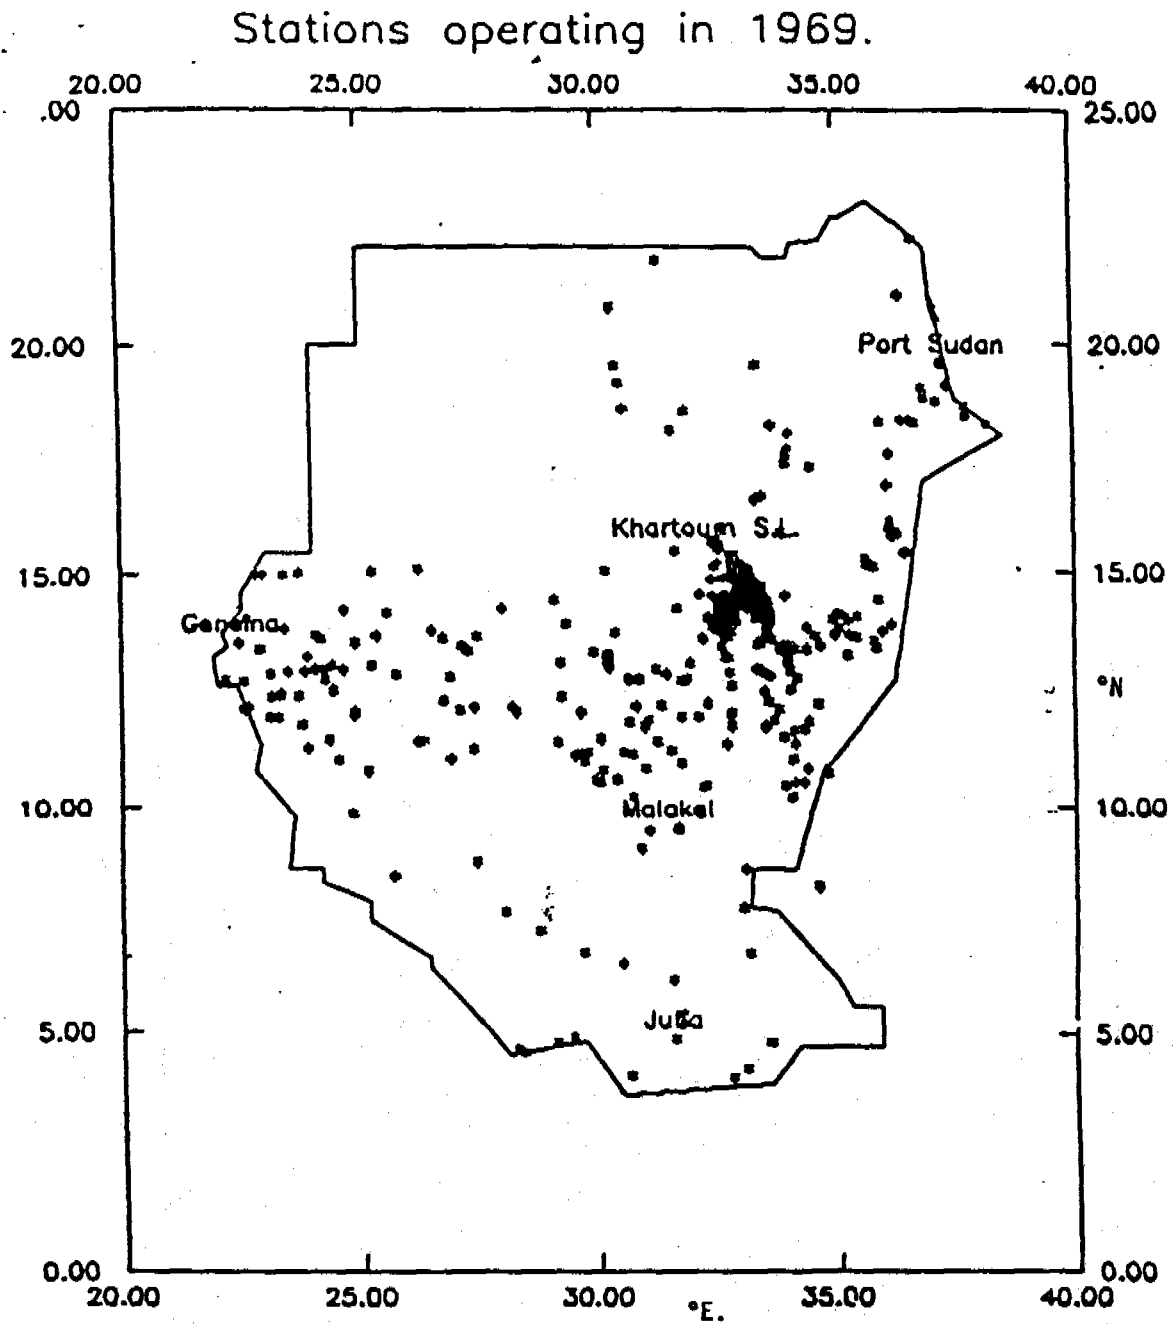 Stations operating in 1969.
20.00 25.00 30.00 35.00 40.00
.00 25.00
Port Sudan
20.00 20.00
Khartoum S.L.
15.00 15.00
Geneina
°N
10.00 Malakal 10.00
Juba
5.00 5.00
0.00 0.00
20.00 25.00 30.00 35.00 40.00
°E.